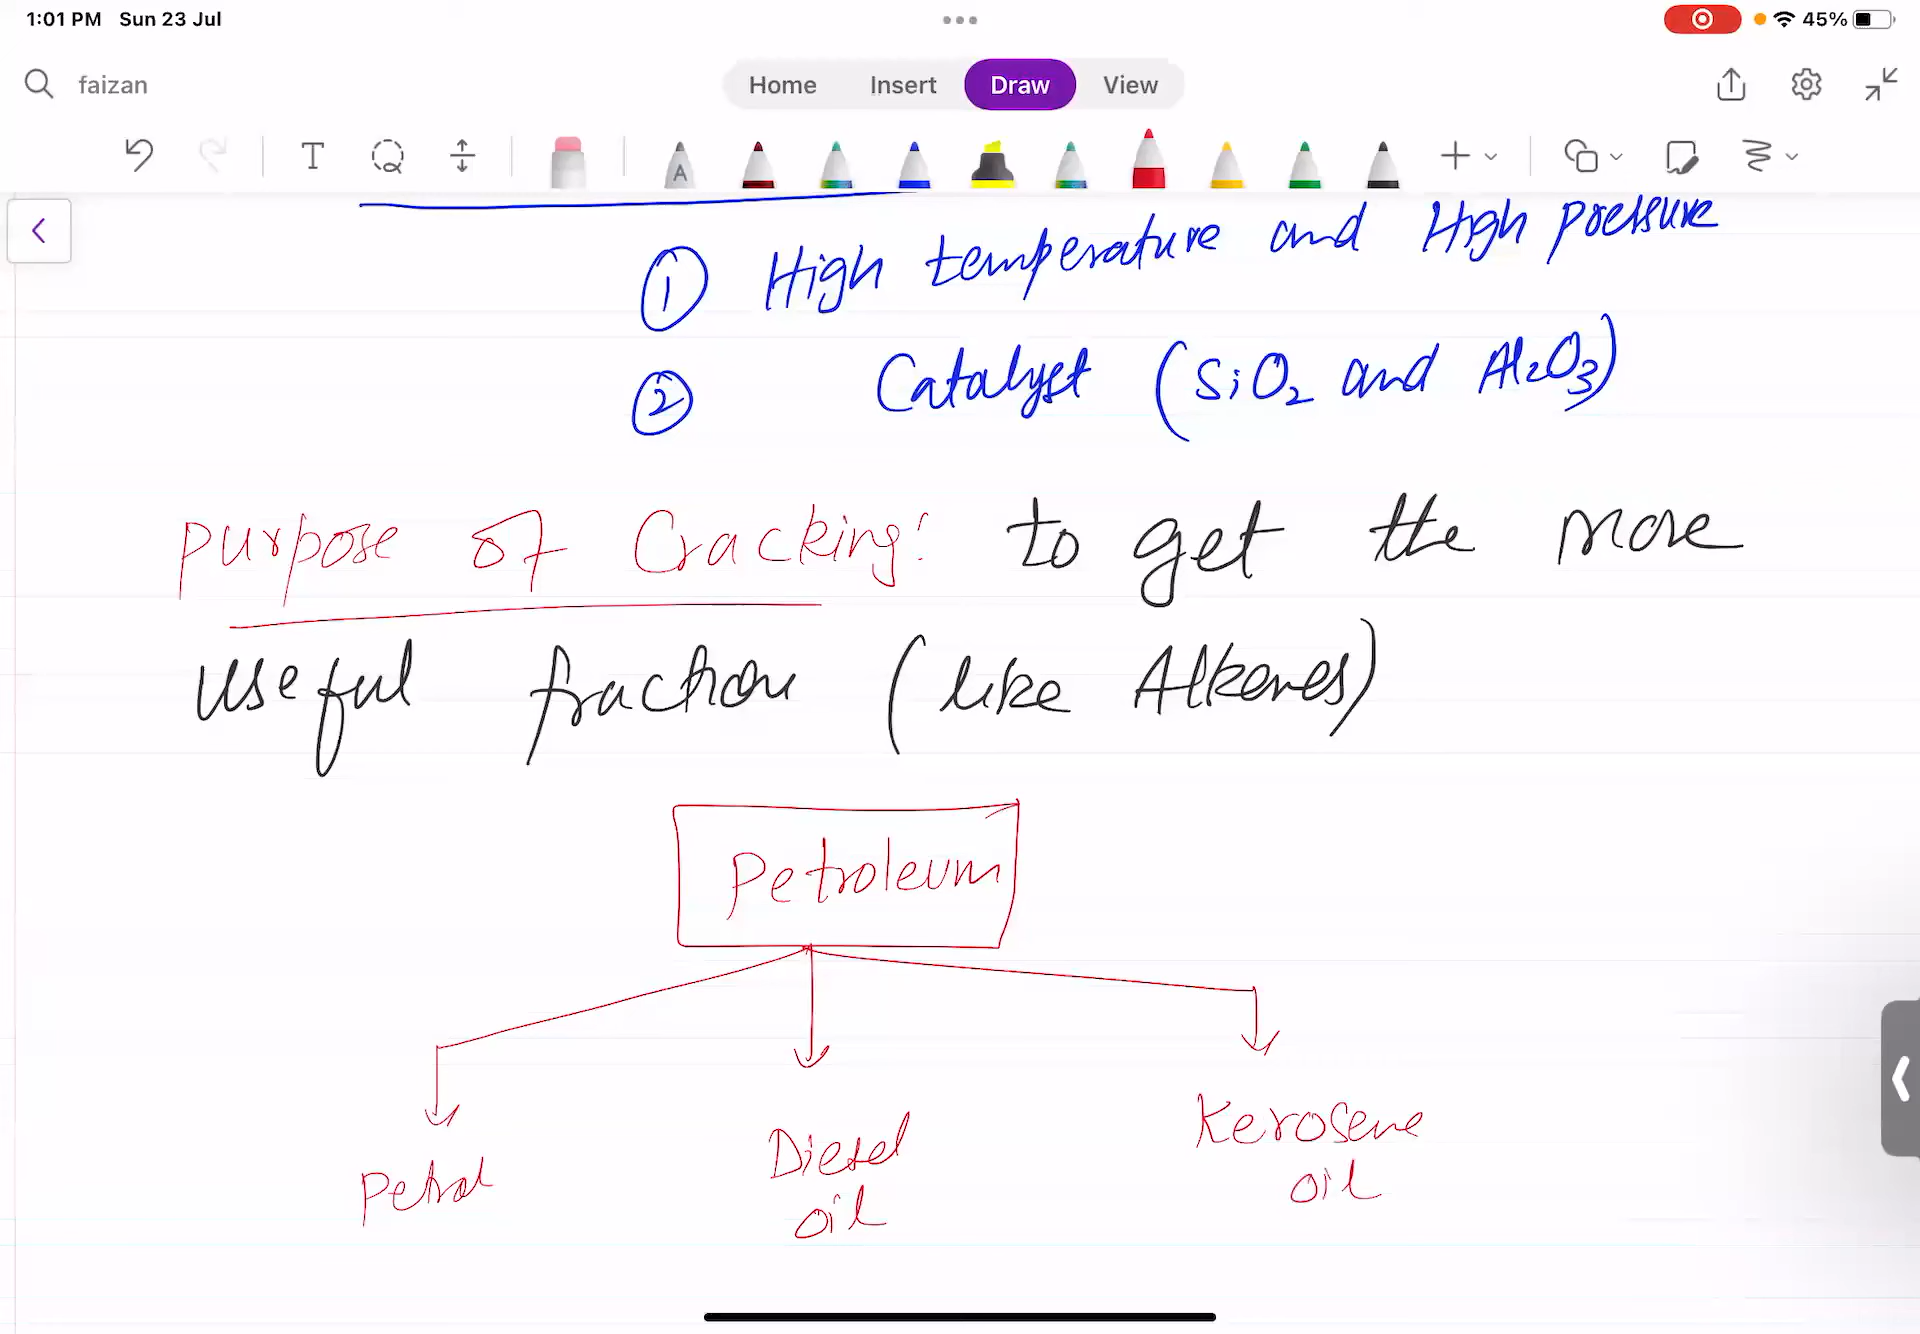 1:01 PM Sun 23 Jul
45%
faizan
Home Insert Draw View
T
A
① High temperature and High pressure
② Catalyst (SiO₂ and Al₂O₃)
purpose of Cracking: to get the more
useful fraction (like Alkenes)
Petroleum
Petrol
Diesel
oil
Kerosene
oil